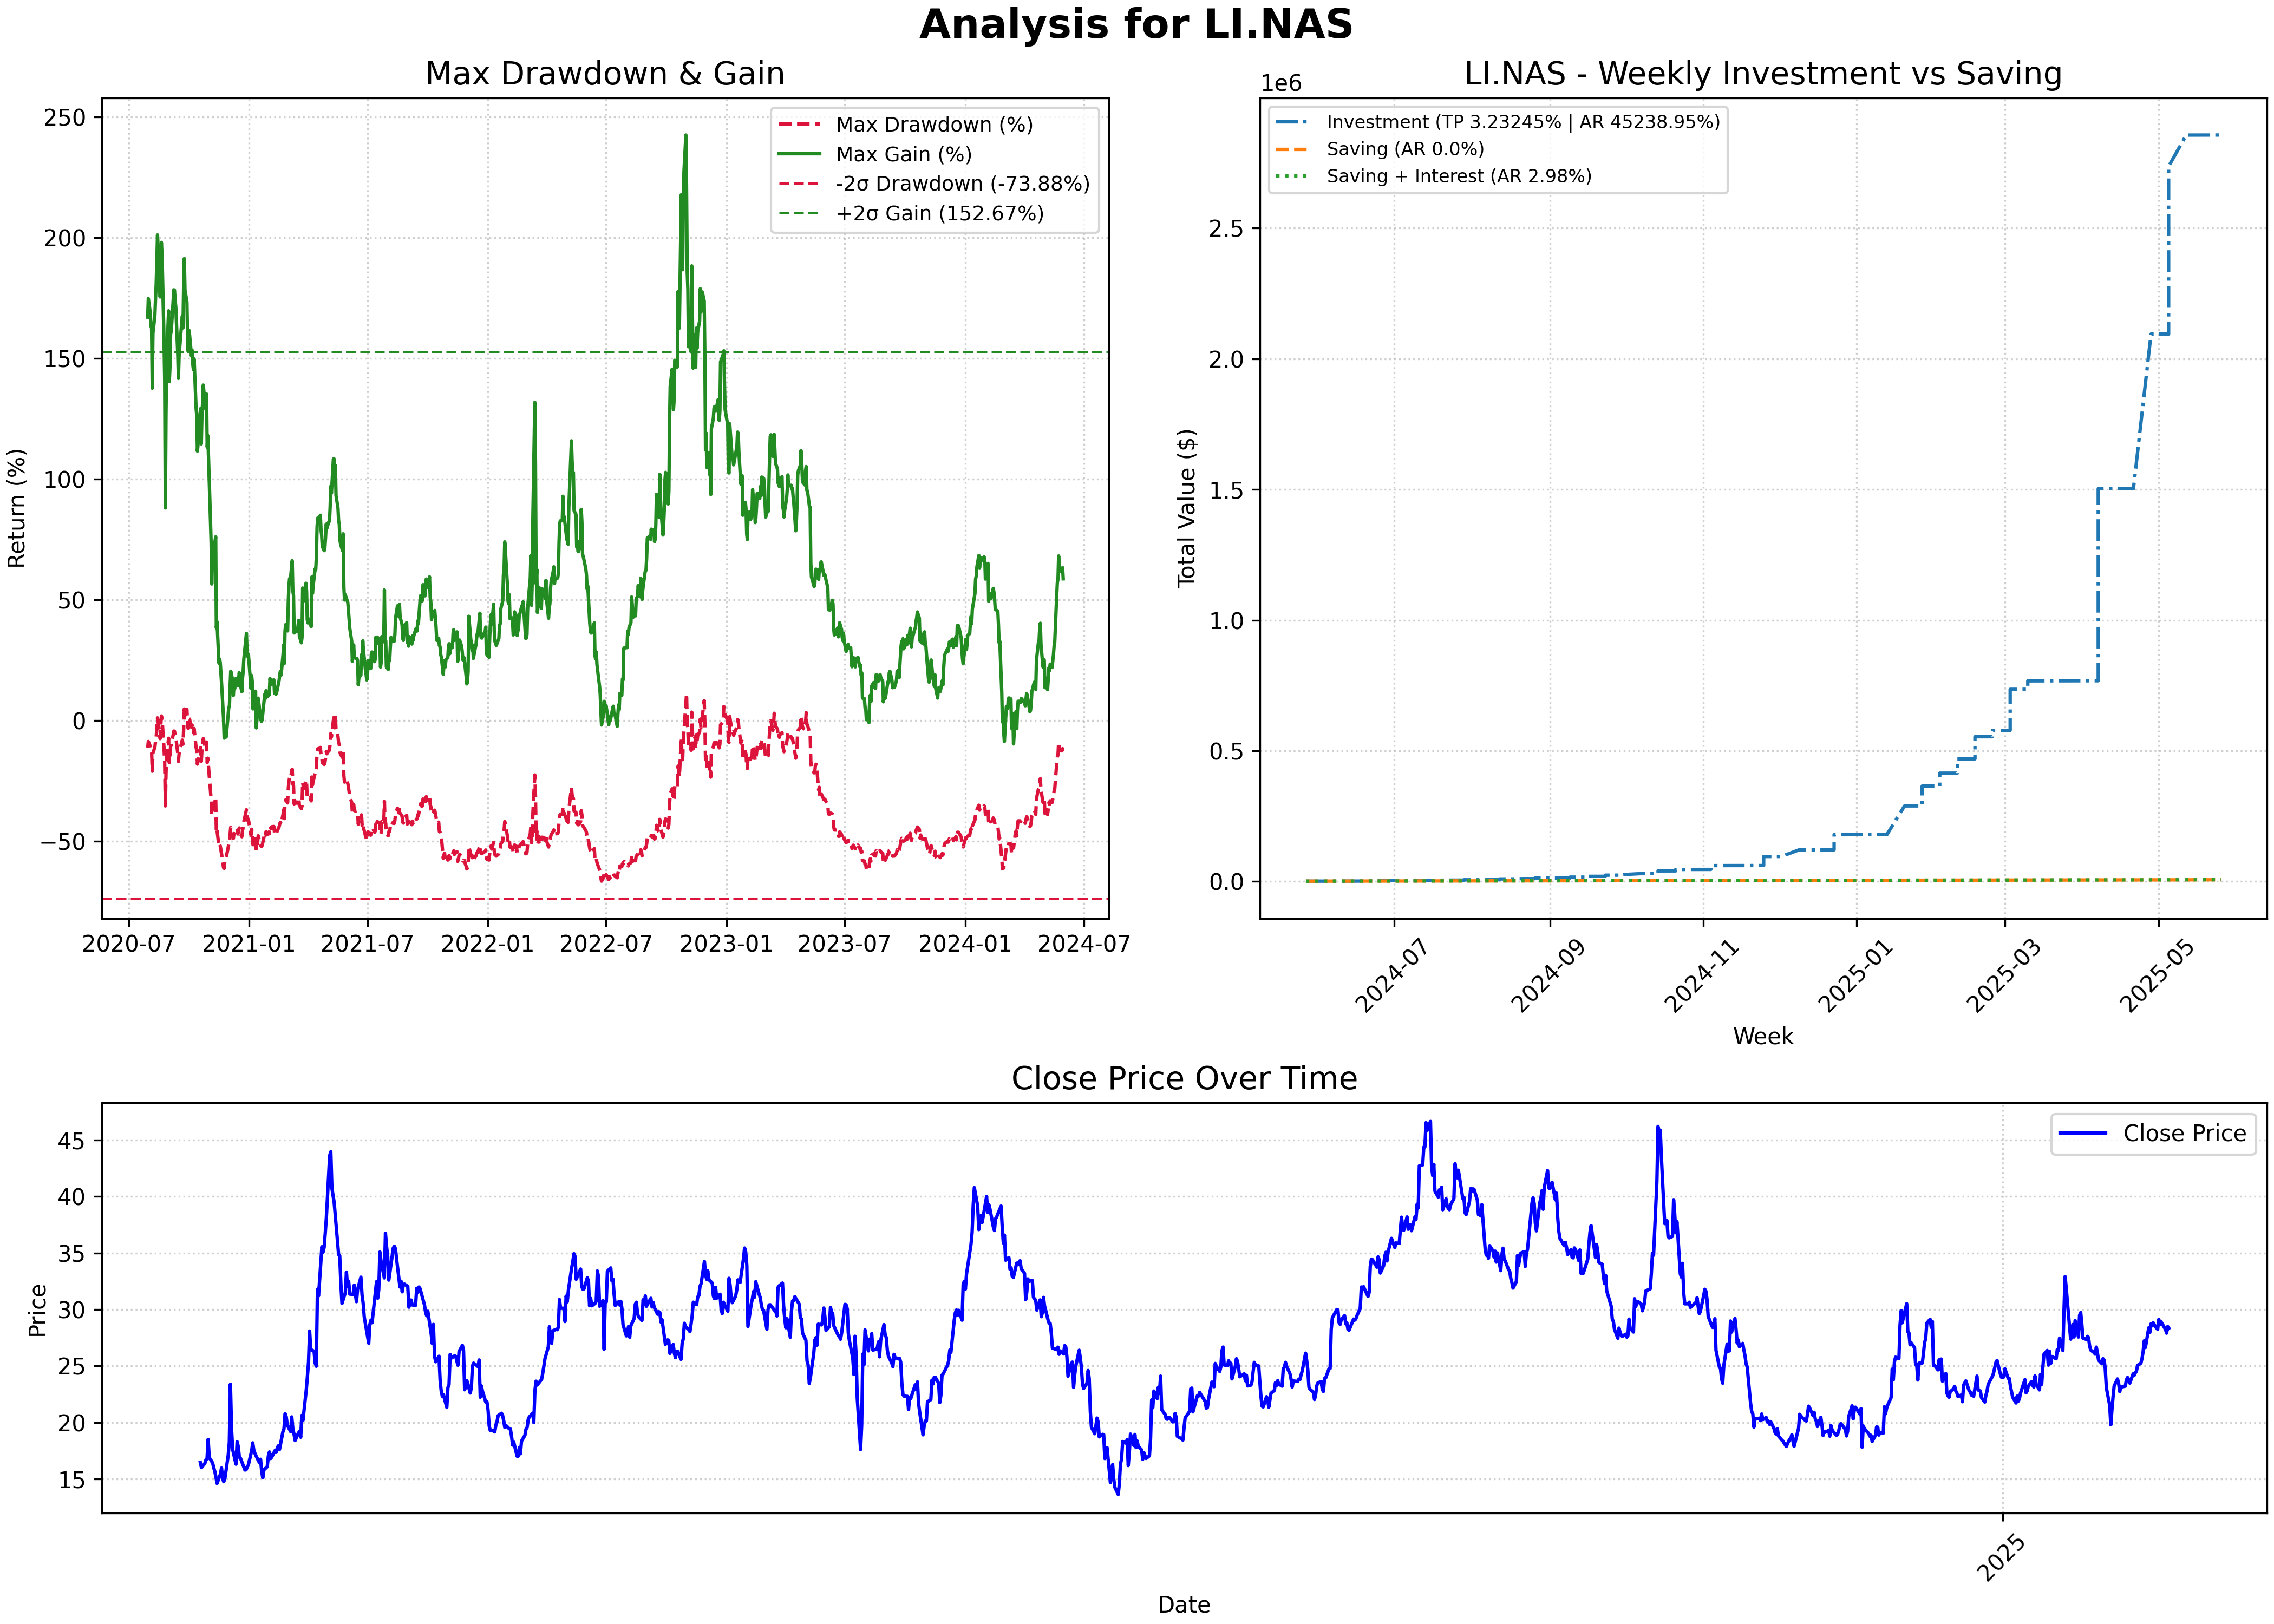 Analysis for LI.NAS
Max Drawdown & Gain
Return (%)
250
200
150
100
50
0
−50
Max Drawdown (%)
Max Gain (%)
-2σ Drawdown (-73.88%)
+2σ Gain (152.67%)
2020-07 2021-01 2021-07 2022-01 2022-07 2023-01 2023-07 2024-01 2024-07
LI.NAS - Weekly Investment vs Saving
1e6
Total Value ($)
2.5
2.0
1.5
1.0
0.5
0.0
Investment (TP 3.23245% | AR 45238.95%)
Saving (AR 0.0%)
Saving + Interest (AR 2.98%)
2024-07 2024-09 2024-11 2025-01 2025-03 2025-05
Week
Close Price Over Time
Price
45
40
35
30
25
20
15
Close Price
2025
Date